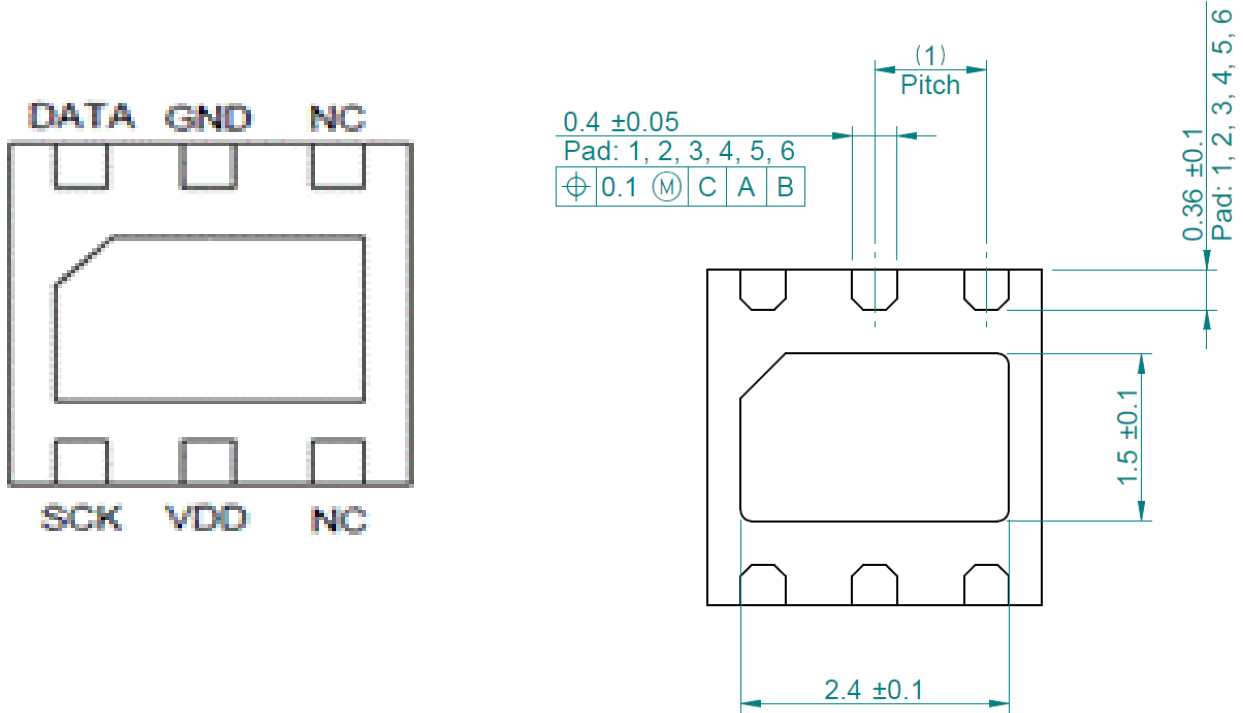 DATA GND NC
SCK VDD NC
(1)
Pitch
0.4 ±0.05
Pad: 1, 2, 3, 4, 5, 6
⌖ 0.1 Ⓜ C A B
0.36 ±0.1
Pad: 1, 2, 3, 4, 5, 6
1.5 ±0.1
2.4 ±0.1